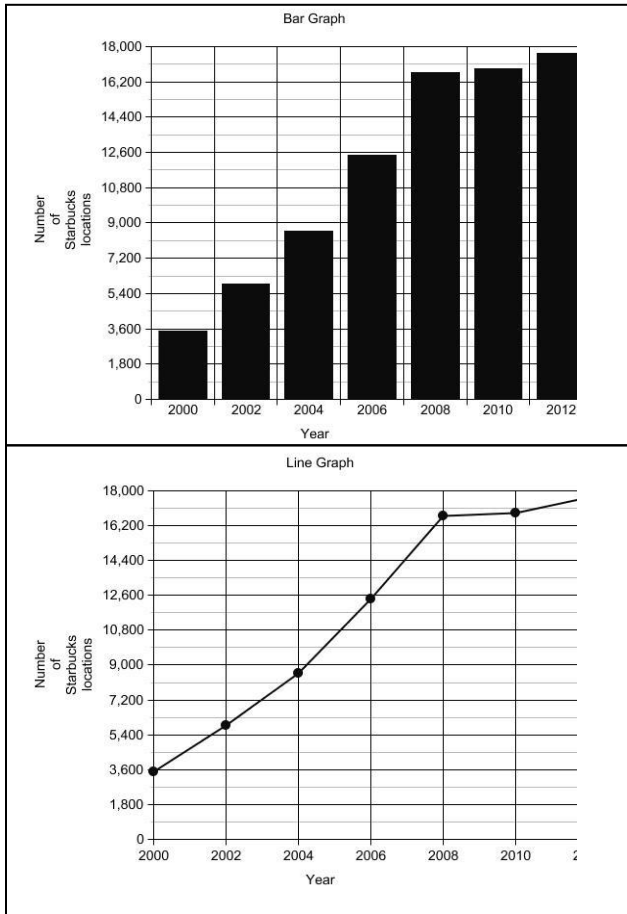 Bar Graph
18,000
16,200
14,400
12,600
10,800
9,000
7,200
5,400
3,600
1,800
0
Number
of
Starbucks
locations
2000 2002 2004 2006 2008 2010 2012
Year
Line Graph
18,000
16,200
14,400
12,600
10,800
9,000
7,200
5,400
3,600
1,800
0
Number
of
Starbucks
locations
2000 2002 2004 2006 2008 2010
Year